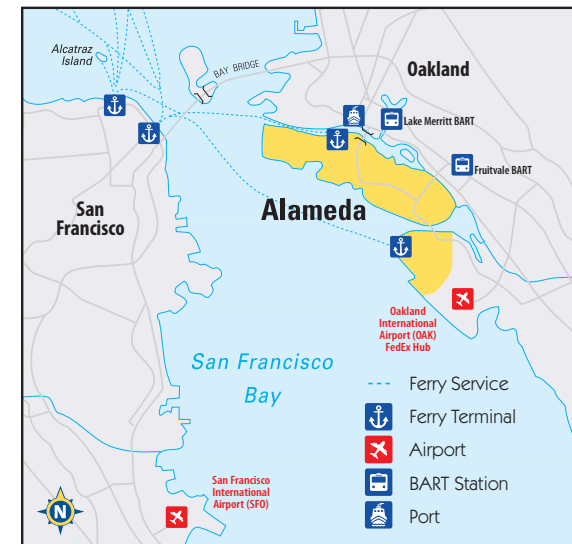 Alcatraz
Island
BAY BRIDGE
Oakland
Lake Merritt BART
Fruitvale BART
San
Francisco
Alameda
Oakland
International
Airport (OAK)
FedEx Hub
San Francisco
Bay
Ferry Service
Ferry Terminal
Airport
BART Station
Port
San Francisco
International
Airport (SFO)
N